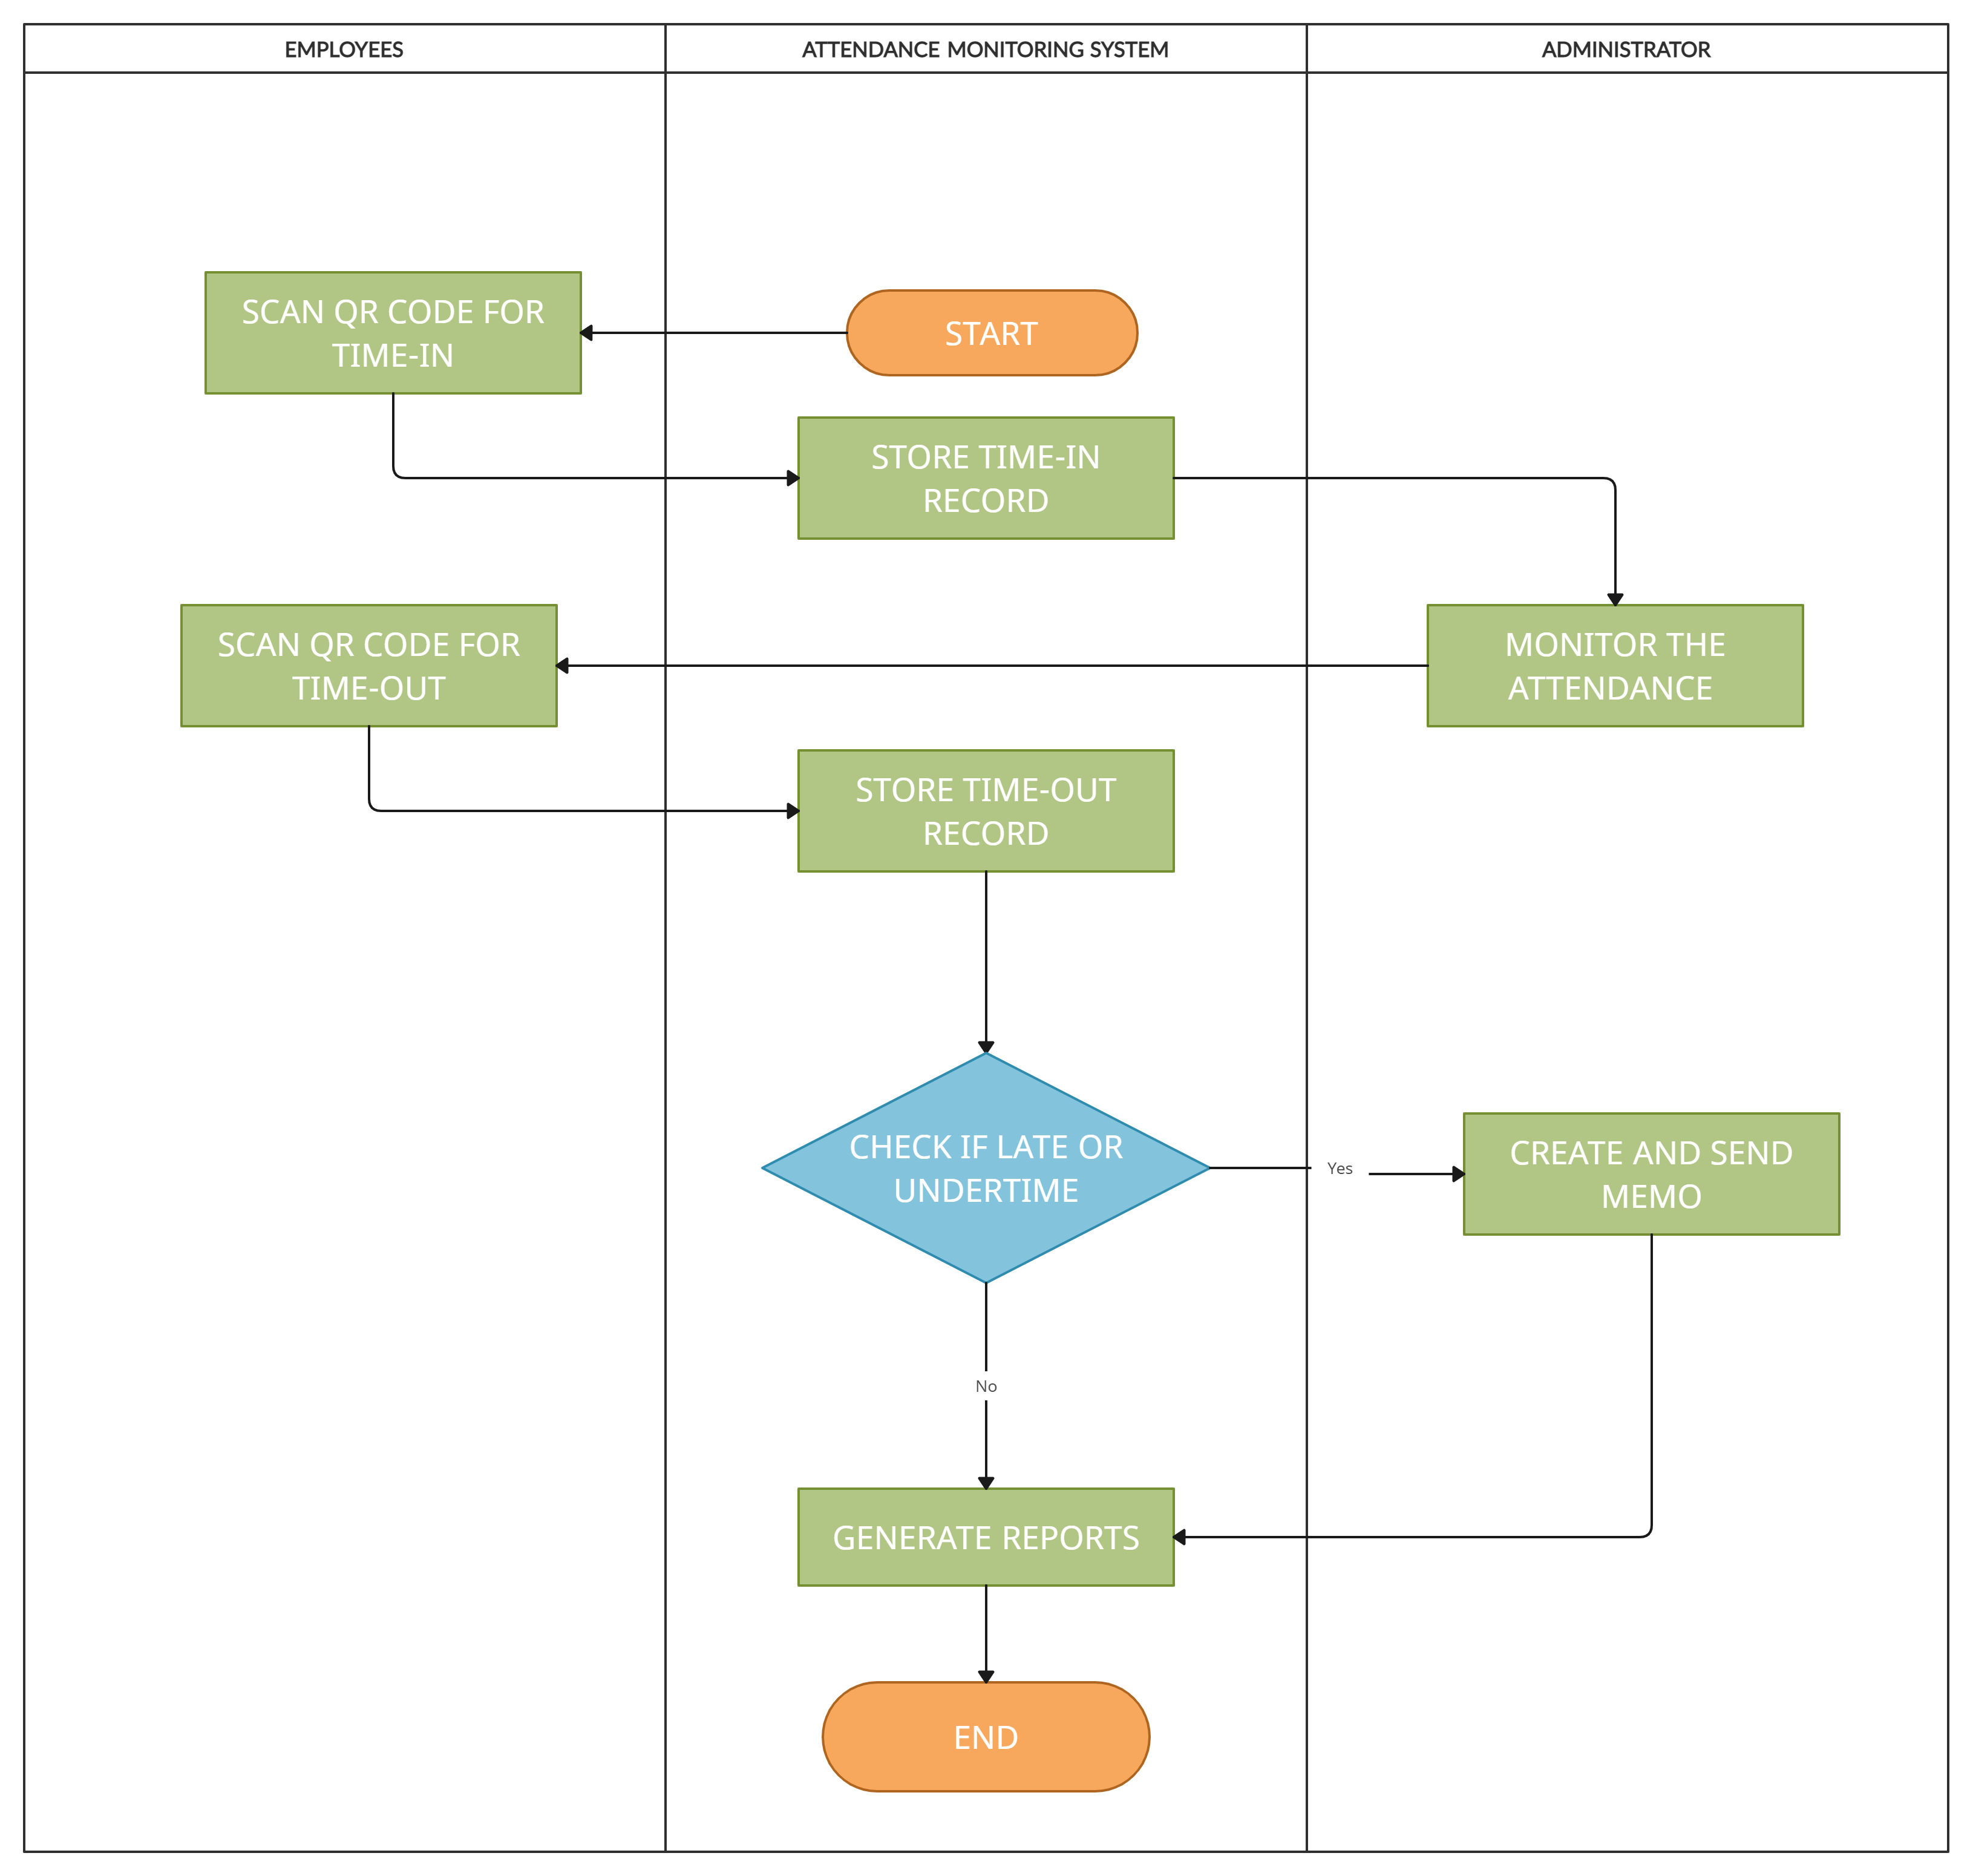 EMPLOYEES
ATTENDANCE MONITORING SYSTEM
ADMINISTRATOR
SCAN QR CODE FOR
TIME-IN
START
STORE TIME-IN
RECORD
SCAN QR CODE FOR
TIME-OUT
MONITOR THE
ATTENDANCE
STORE TIME-OUT
RECORD
CHECK IF LATE OR
UNDERTIME
Yes
CREATE AND SEND
MEMO
No
GENERATE REPORTS
END